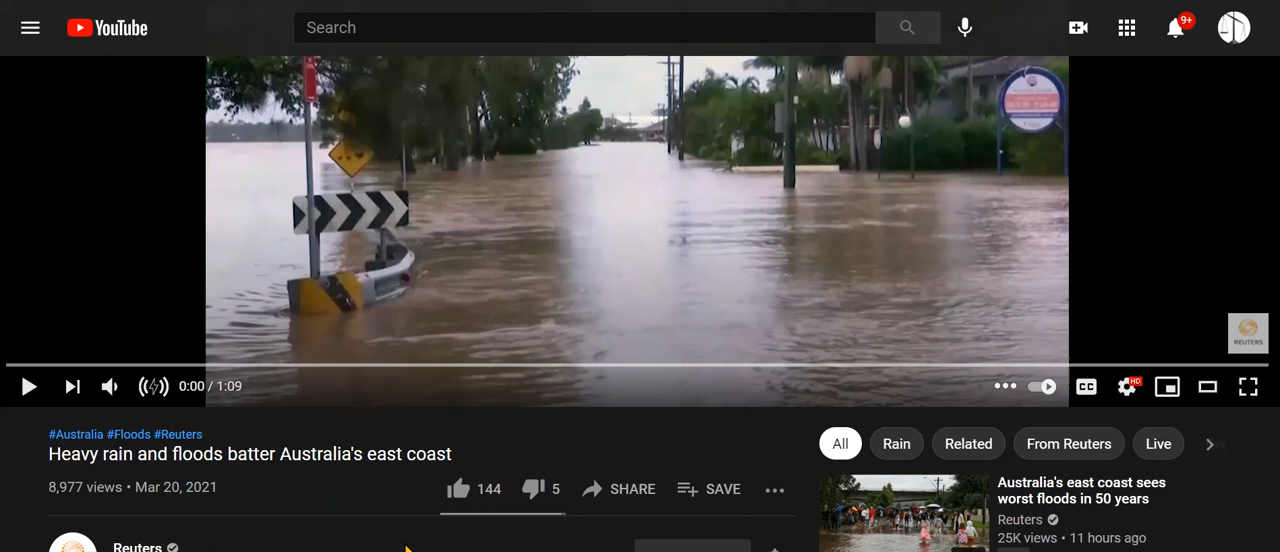 YouTube
Search
9+
REUTERS
0:00 / 1:09
CC
HD
#Australia #Floods #Reuters
Heavy rain and floods batter Australia's east coast
8,977 views • Mar 20, 2021
144
5
SHARE
SAVE
Reuters
All
Rain
Related
From Reuters
Live
Australia's east coast sees
worst floods in 50 years
Reuters
25K views • 11 hours ago